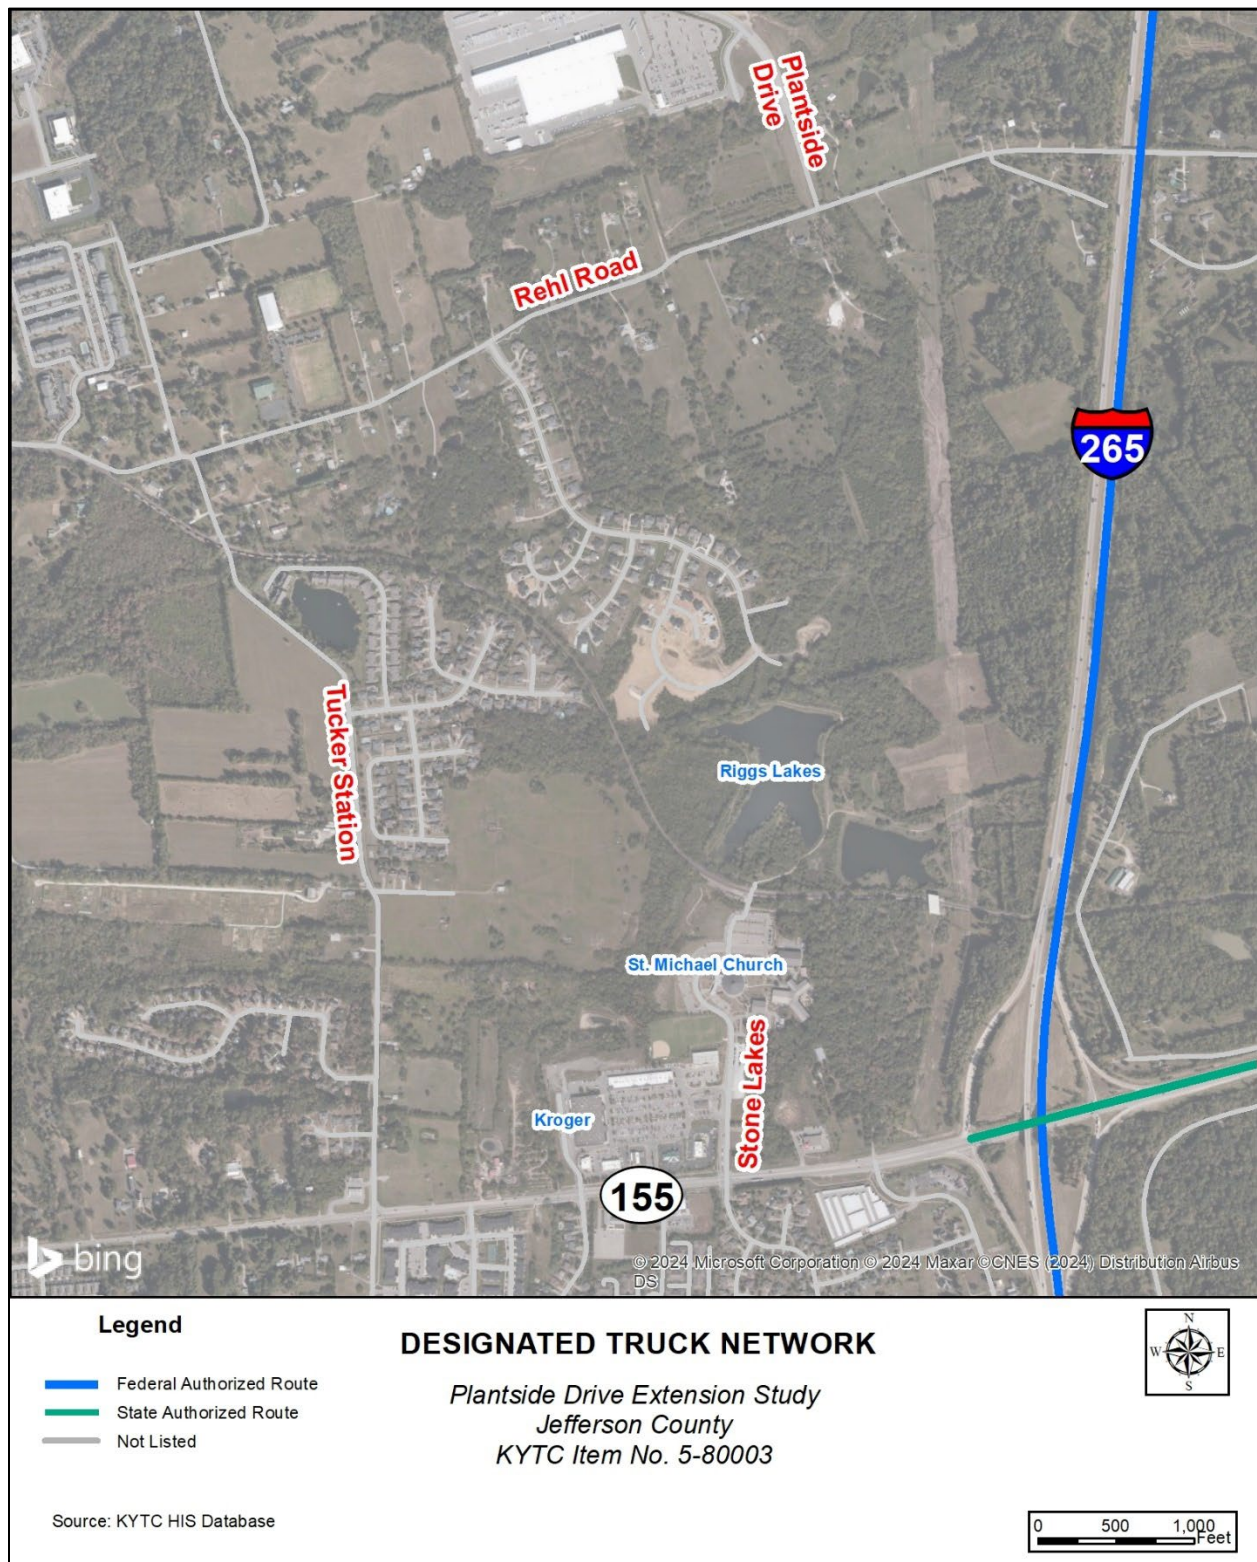 Plantside
Drive
Rehl Road
265
Tucker Station
Riggs Lakes
St. Michael Church
Stone Lakes
Kroger
155
bing
© 2024 Microsoft Corporation © 2024 Maxar ©CNES (2024) Distribution Airbus
DS
Legend
Federal Authorized Route
State Authorized Route
Not Listed
Source: KYTC HIS Database
DESIGNATED TRUCK NETWORK
Plantside Drive Extension Study
Jefferson County
KYTC Item No. 5-80003
N
W E
S
0 500 1,000
Feet